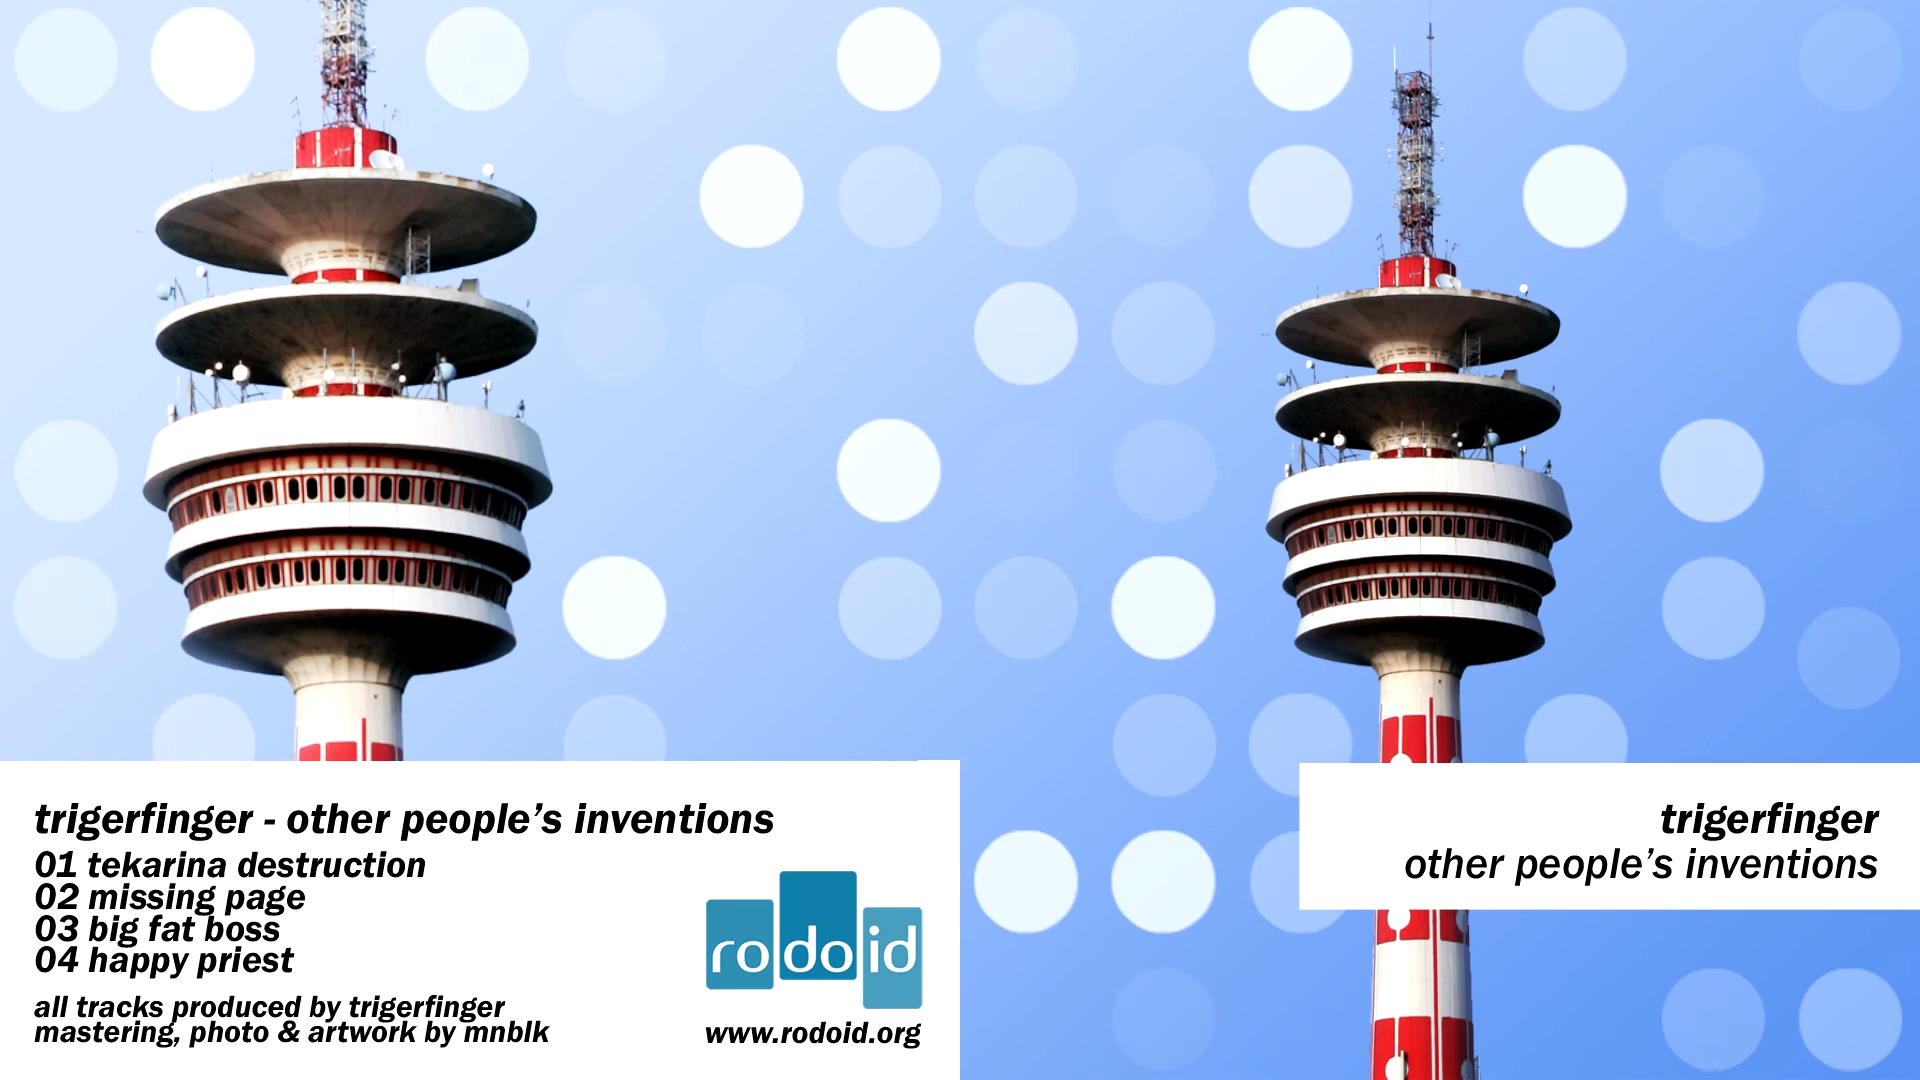 trigerfinger - other people's inventions
01 tekarina destruction
02 missing page
03 big fat boss
04 happy priest
all tracks produced by trigerfinger
mastering, photo & artwork by mnblk
rodoid
www.rodoid.org
trigerfinger
other people's inventions